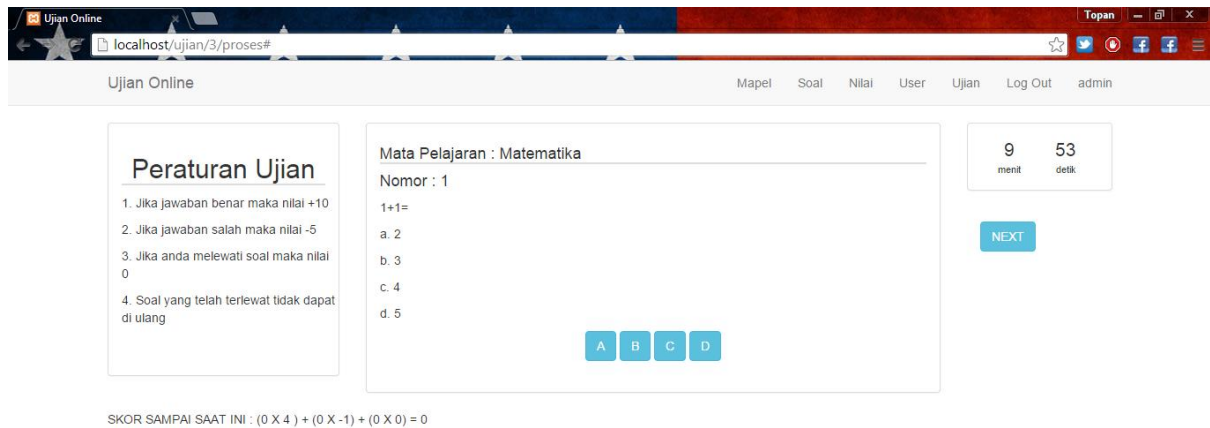 Ujian Online
Topan
localhost/ujian/3/proses#
Ujian Online
Mapel Soal Nilai User Ujian Log Out admin
Peraturan Ujian
1. Jika jawaban benar maka nilai +10
2. Jika jawaban salah maka nilai -5
3. Jika anda melewati soal maka nilai
0
4. Soal yang telah terlewat tidak dapat
di ulang
Mata Pelajaran : Matematika
Nomor : 1
1+1=
a. 2
b. 3
c. 4
d. 5
A B C D
9 53
menit detik
NEXT
SKOR SAMPAI SAAT INI : (0 X 4 ) + (0 X -1) + (0 X 0) = 0